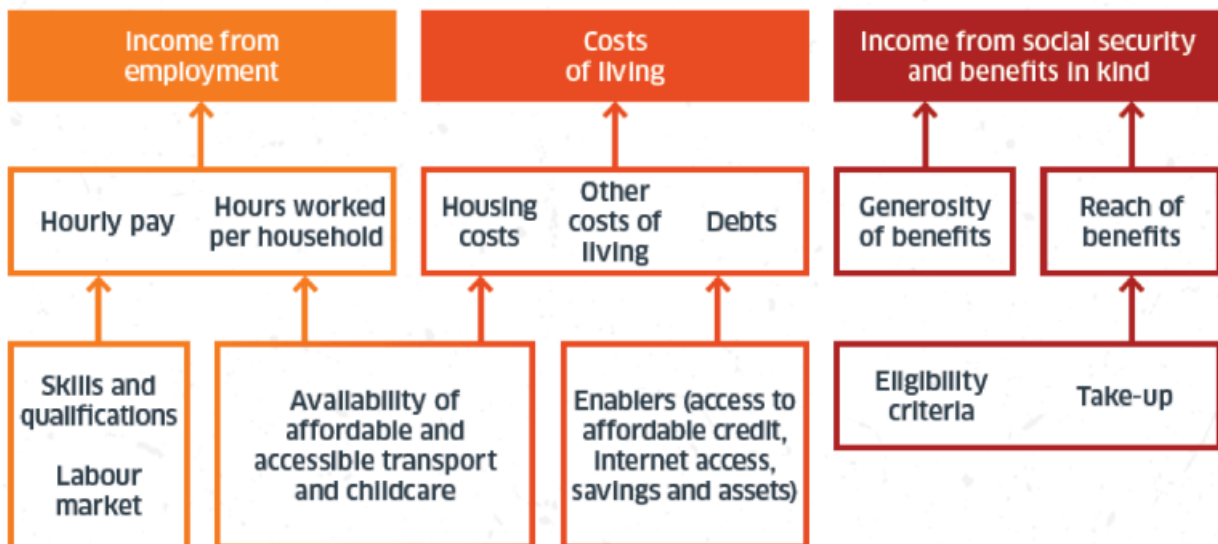 Income from
employment
Costs
of living
Income from social security
and benefits in kind
Hourly pay
Hours worked
per household
Housing
costs
Other
costs of
living
Debts
Generosity
of benefits
Reach of
benefits
Skills and
qualifications
Labour
market
Availability of
affordable and
accessible transport
and childcare
Enablers (access to
affordable credit,
internet access,
savings and assets)
Eligibility
criteria
Take-up